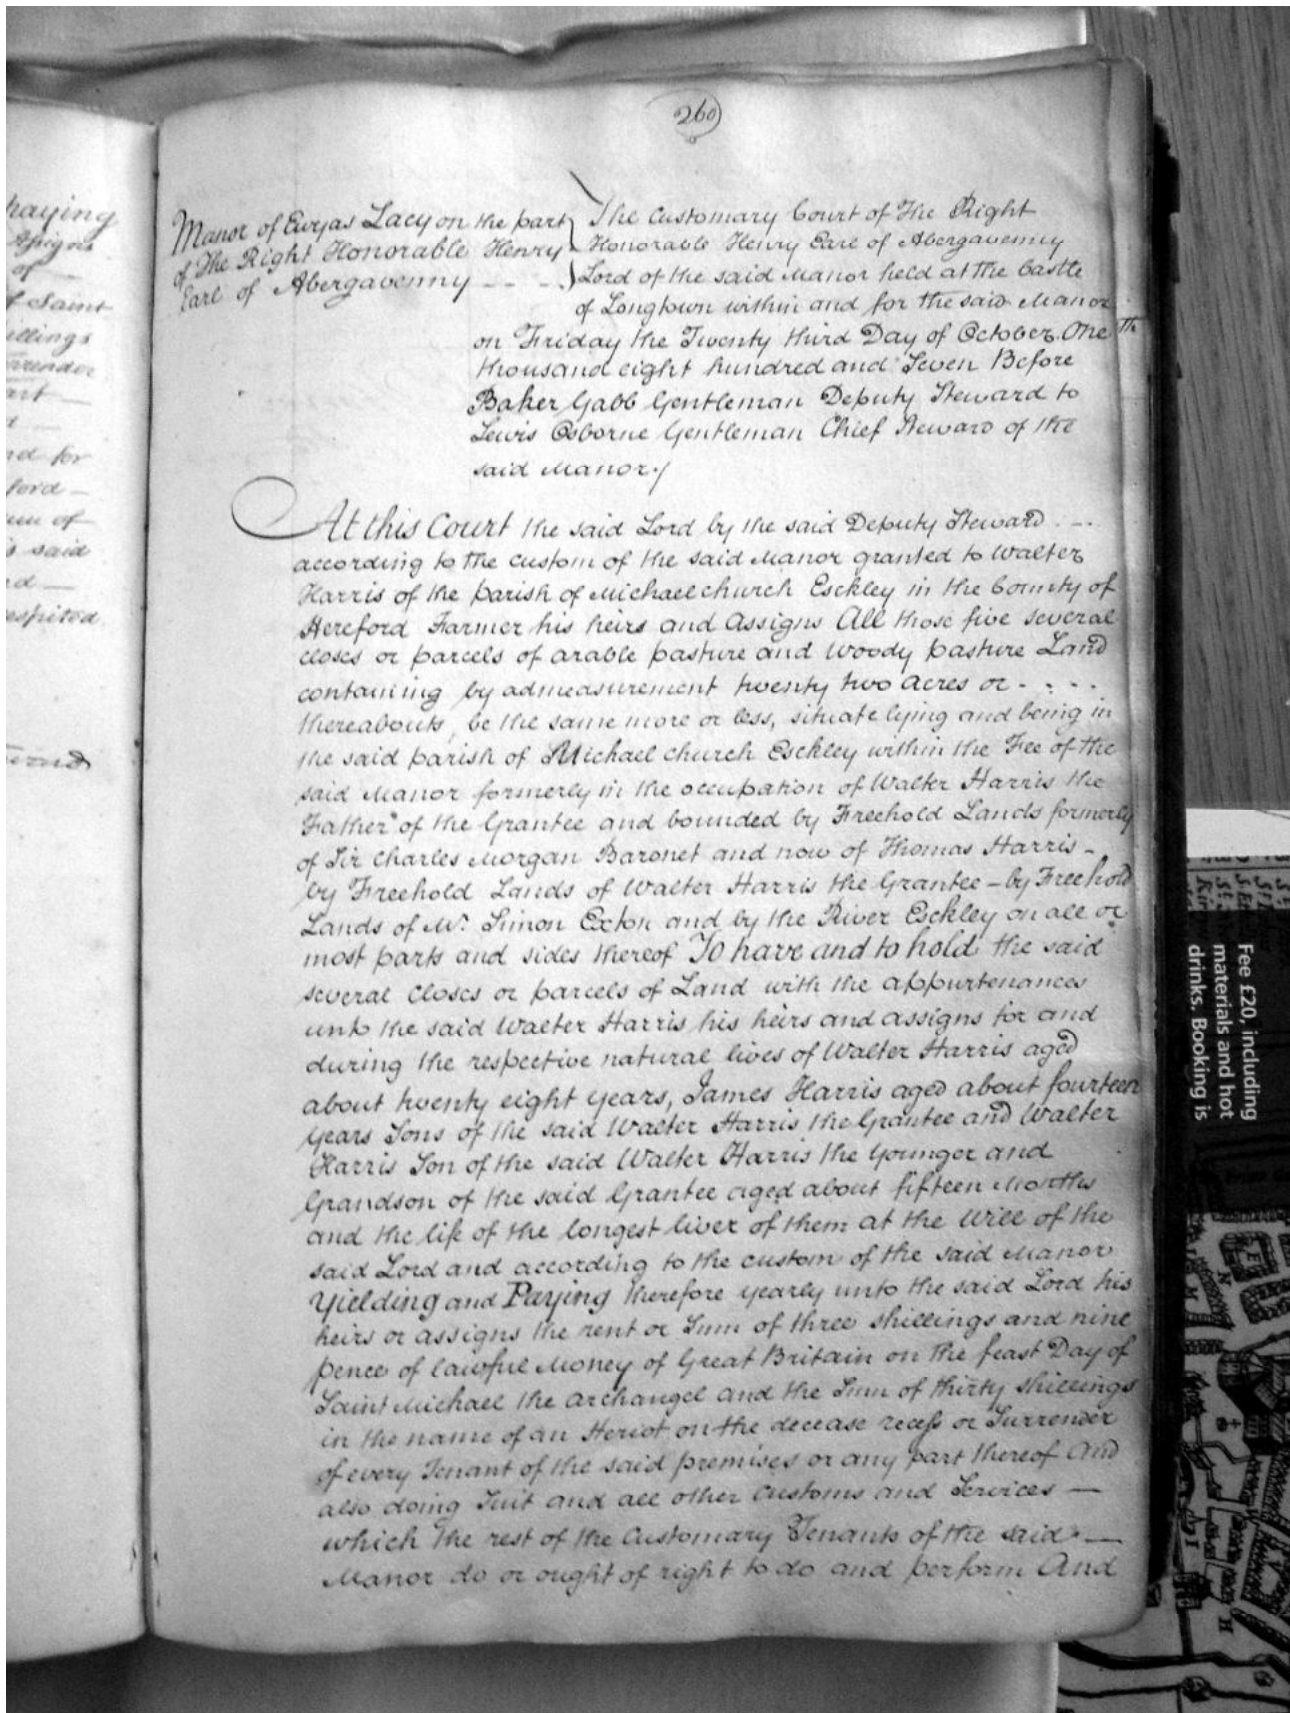 260
haying
Assigns
of
f Saint
illings
urrender
art
d
nd for
ford
um of
s said
nd
espited
Manor of Ewyas Lacy on the part
of The Right Honorable Henry
Earl of Abergavenny - - -
The Customary Court of The Right
Honorable Henry Earl of Abergavenny
Lord of the said Manor held at the Castle
of Longtown within and for the said Manor
on Friday the Twenty third Day of October One
thousand eight hundred and Seven Before
Baker Gabb Gentleman Deputy Steward to
Lewis Osborne Gentleman Chief Steward of the
said Manor./
At this Court the said Lord by the said Deputy Steward - -
according to the custom of the said Manor granted to Walter
Harris of the parish of Michaelchurch Esckley in the County of
Hereford Farmer his heirs and Assigns All those five several
closes or parcels of arable pasture and Woody pasture Land
containing by admeasurement twenty two Acres or - - - -
thereabouts, be the same more or less, situate lying and being in
the said parish of Michael church Esckley within the Fee of the
said Manor formerly in the occupation of Walter Harris the
Father of the Grantee and bounded by Freehold Lands formerly
of Sir Charles Morgan Baronet and now of Thomas Harris -
by Freehold Lands of Walter Harris the Grantee - by Freehold
Lands of Mr. Simon Exton and by the River Esckley on all or
most parts and sides thereof To have and to hold the said
several Closes or parcels of Land with the appurtenances
unto the said Walter Harris his heirs and assigns for and
during the respective natural lives of Walter Harris aged
about twenty eight years, James Harris aged about fourteen
years Sons of the said Walter Harris the Grantee and Walter
Harris Son of the said Walter Harris the Younger and
Grandson of the said Grantee aged about fifteen Months
and the life of the longest liver of them at the Will of the
said Lord and according to the custom of the said Manor
Yielding and Paying therefore yearly unto the said Lord his
heirs or assigns the rent or Sum of three shillings and nine
pence of lawful Money of Great Britain on the feast Day of
Saint Michael the Archangel and the Sum of thirty shillings
in the name of an Heriot on the decease recess or Surrender
of every Tenant of the said premises or any part thereof And
also doing Suit and all other Customs and Services —
which the rest of the Customary Tenants of the said —
Manor do or ought of right to do and perform And
Fee £20, including
materials and hot
drinks. Booking is